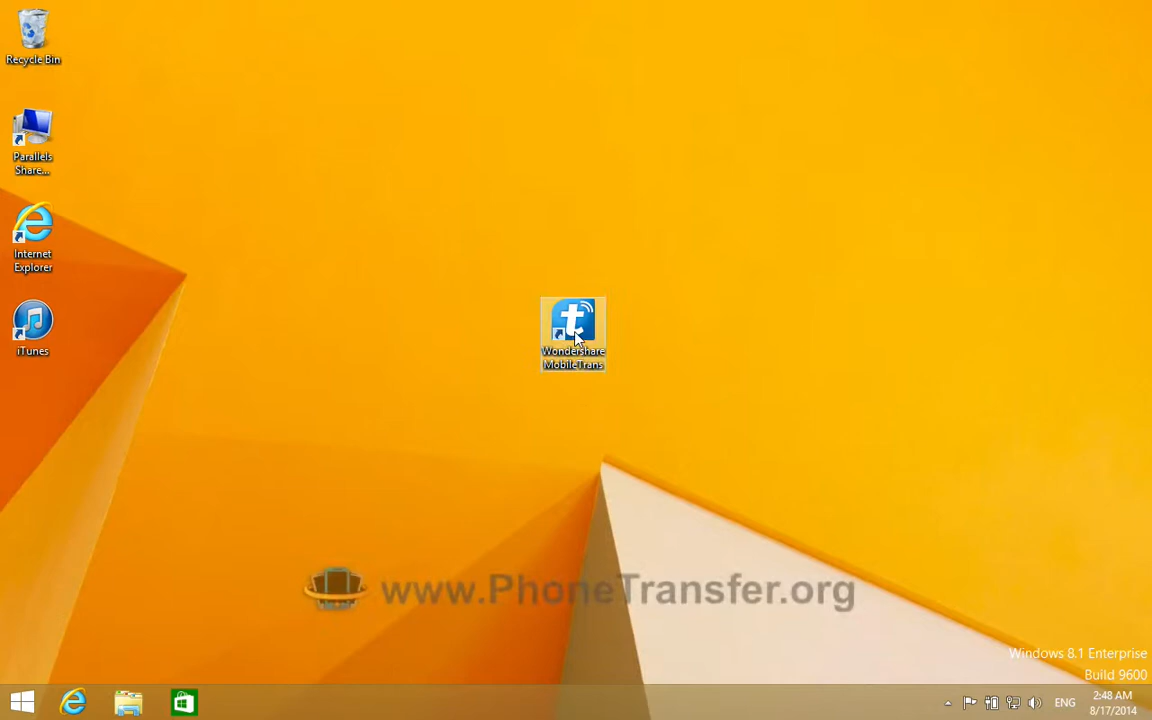 Recycle Bin
Parallels
Share...
Internet
Explorer
iTunes
Wondershare
MobileTrans
www.PhoneTransfer.org
Windows 8.1 Enterprise
Build 9600
ENG
2:48 AM
8/17/2014